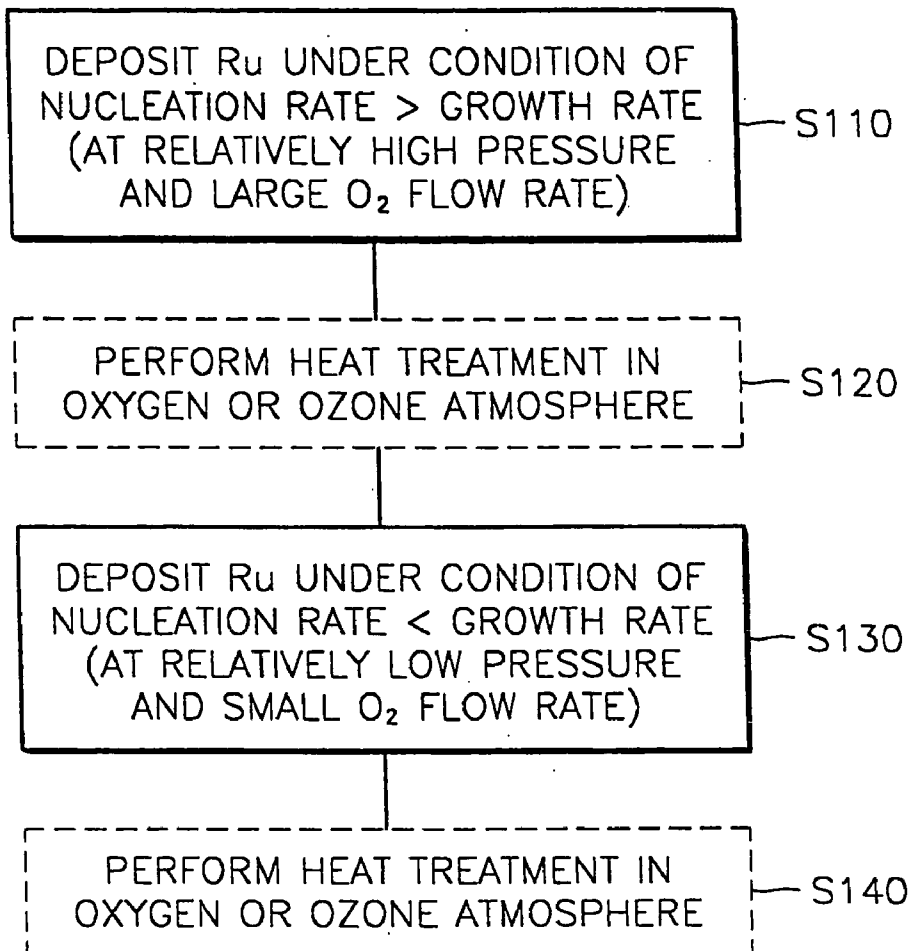 DEPOSIT Ru UNDER CONDITION OF
NUCLEATION RATE > GROWTH RATE
(AT RELATIVELY HIGH PRESSURE
AND LARGE O₂ FLOW RATE)
S110
PERFORM HEAT TREATMENT IN
OXYGEN OR OZONE ATMOSPHERE
S120
DEPOSIT Ru UNDER CONDITION OF
NUCLEATION RATE < GROWTH RATE
(AT RELATIVELY LOW PRESSURE
AND SMALL O₂ FLOW RATE)
S130
PERFORM HEAT TREATMENT IN
OXYGEN OR OZONE ATMOSPHERE
S140